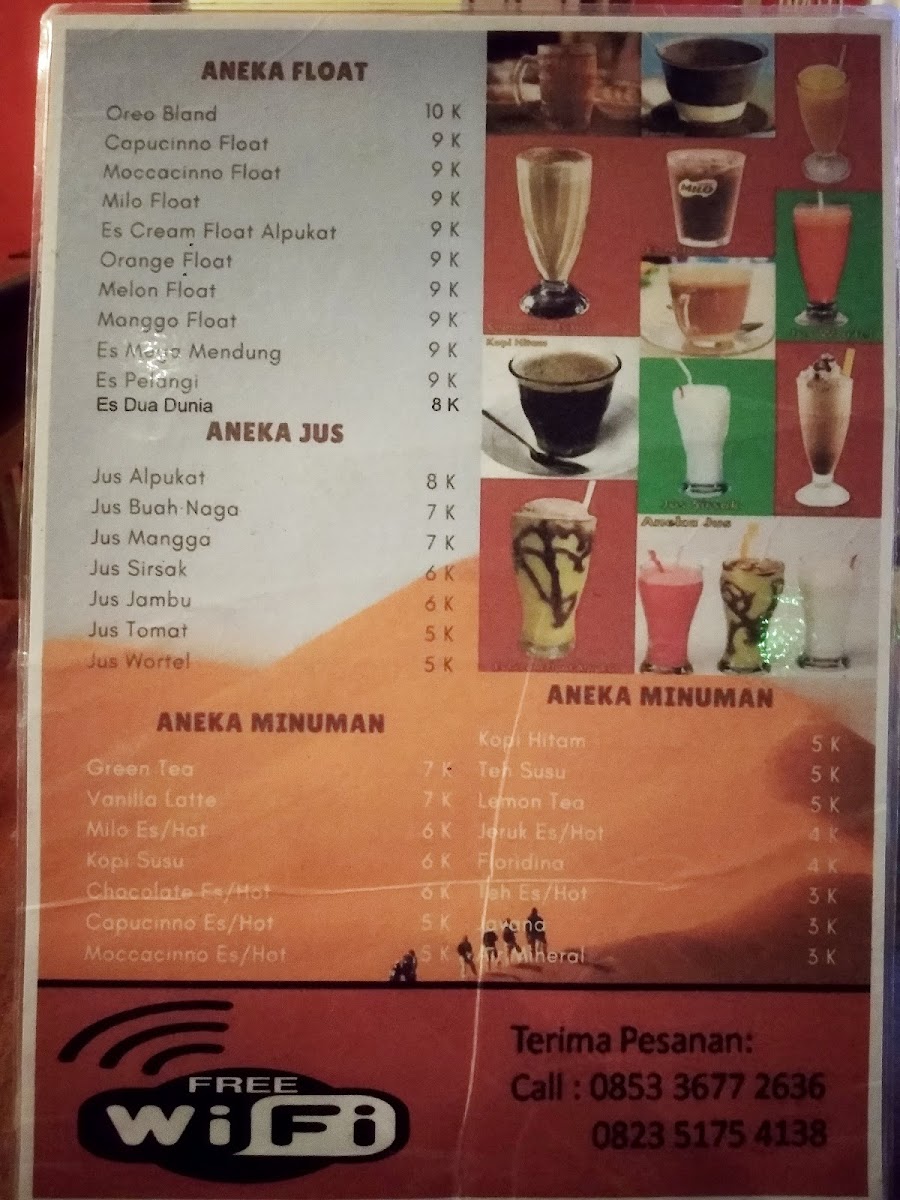 ANEKA FLOAT
Oreo Bland 10 K
Capucinno Float 9 K
Moccacinno Float 9 K
Milo Float 9 K
Es Cream Float Alpukat 9 K
Orange Float 9 K
Melon Float 9 K
Manggo Float 9 K
Es Mega Mendung 9 K
Es Pelangi 9 K
Es Dua Dunia 8 K
ANEKA JUS
Jus Alpukat 8 K
Jus Buah Naga 7 K
Jus Mangga 7 K
Jus Sirsak 6 K
Jus Jambu 6 K
Jus Tomat 5 K
Jus Wortel 5 K
MILO
Kopi Hitam
Jus Sirsak
Aneka Jus
ANEKA MINUMAN
Green Tea 7 K
Vanilla Latte 7 K
Milo Es/Hot 6 K
Kopi Susu 6 K
Chocolate Es/Hot 6 K
Capucinno Es/Hot 5 K
Moccacinno Es/Hot 5 K
ANEKA MINUMAN
Kopi Hitam 5 K
Teh Susu 5 K
Lemon Tea 5 K
Jeruk Es/Hot 4 K
Floridina 4 K
Teh Es/Hot 3 K
Javana 3 K
Air Mineral 3 K
FREE
WiFi
Terima Pesanan:
Call : 0853 3677 2636
0823 5175 4138